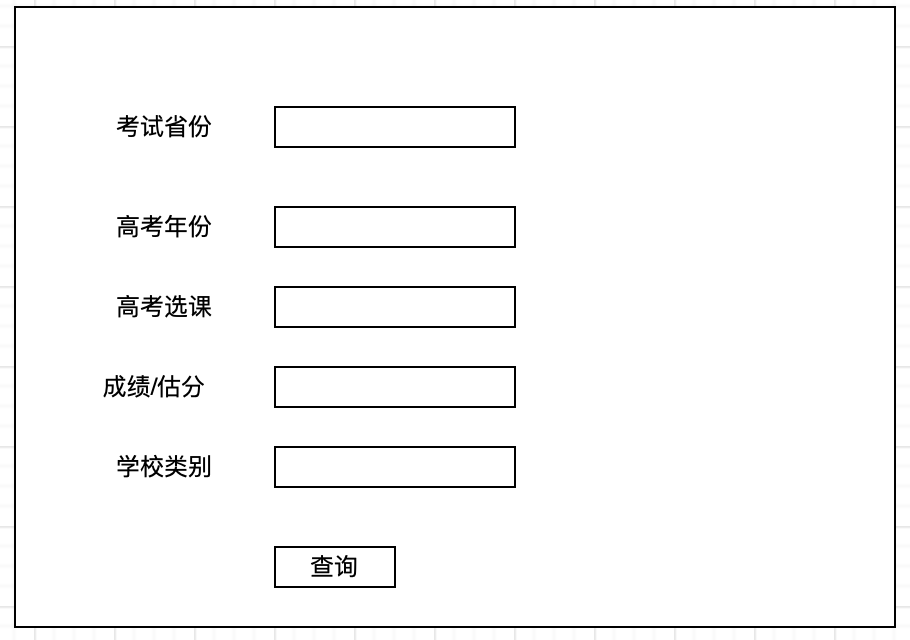 考试省份
高考年份
高考选课
成绩/估分
学校类别
查询